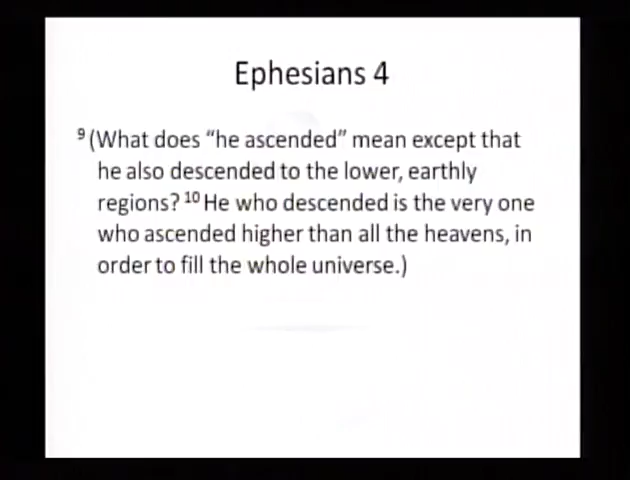 Ephesians 4
⁹ (What does “he ascended” mean except that
he also descended to the lower, earthly
regions? ¹⁰ He who descended is the very one
who ascended higher than all the heavens, in
order to fill the whole universe.)